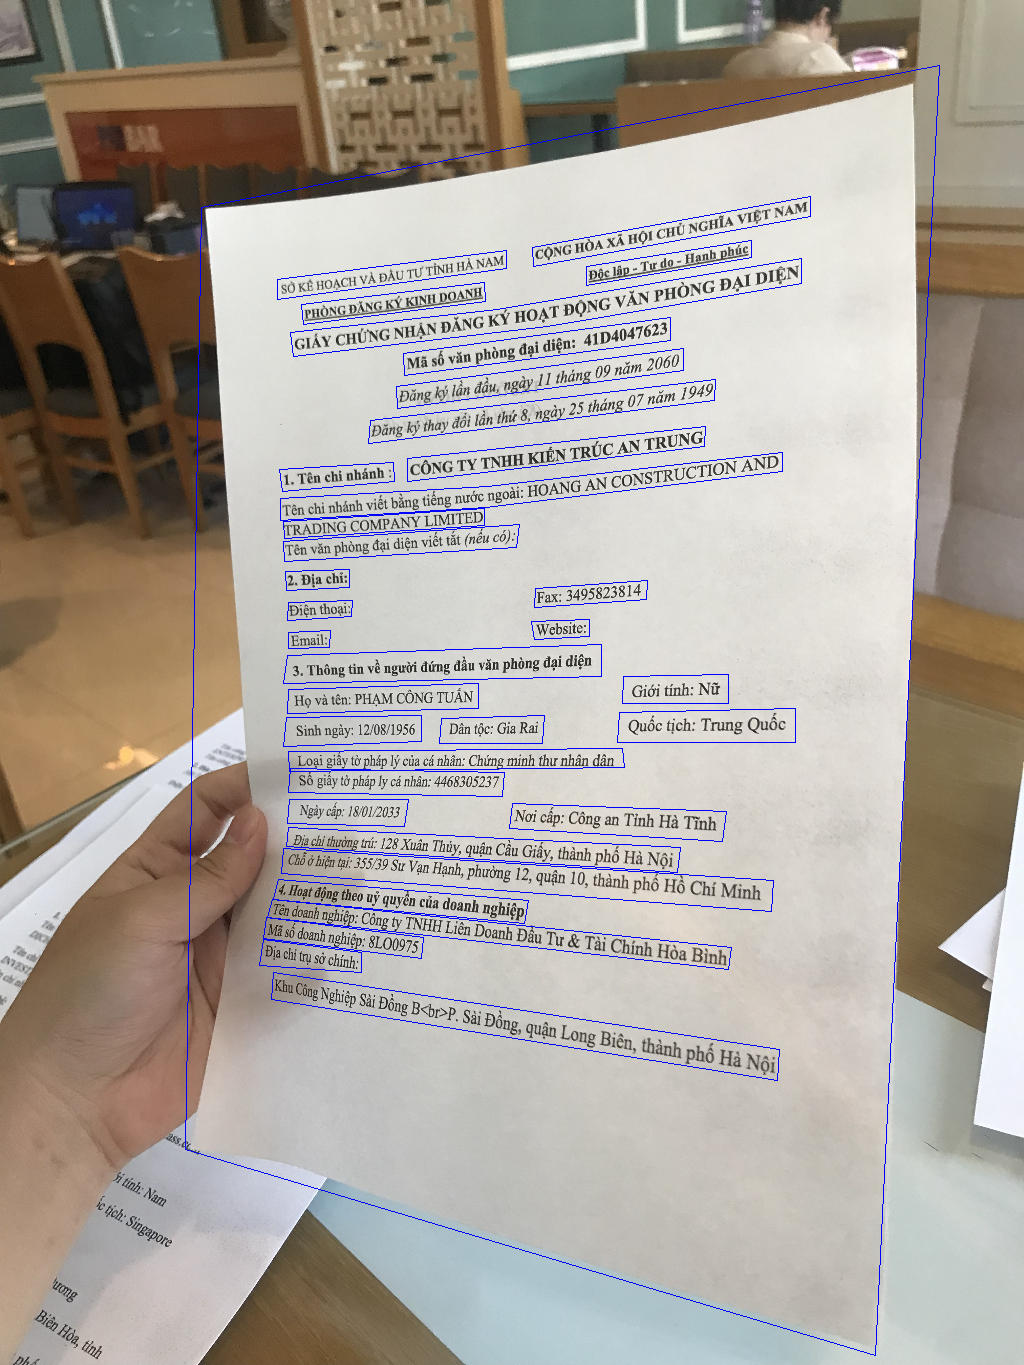 SỞ KẾ HOẠCH VÀ ĐẦU TƯ TỈNH HÀ NAM
CỘNG HÒA XÃ HỘI CHỦ NGHĨA VIỆT NAM
PHÒNG ĐĂNG KÝ KINH DOANH
Độc lập - Tự do - Hạnh phúc
GIẤY CHỨNG NHẬN ĐĂNG KÝ HOẠT ĐỘNG VĂN PHÒNG ĐẠI DIỆN
Mã số văn phòng đại diện: 41D4047623
Đăng ký lần đầu, ngày 11 tháng 09 năm 2060
Đăng ký thay đổi lần thứ 8, ngày 25 tháng 07 năm 1949
1. Tên chi nhánh : CÔNG TY TNHH KIẾN TRÚC AN TRUNG
Tên chi nhánh viết bằng tiếng nước ngoài: HOANG AN CONSTRUCTION AND
TRADING COMPANY LIMITED
Tên văn phòng đại diện viết tắt (nếu có):
2. Địa chỉ:
Điện thoại: Fax: 3495823814
Email: Website:
3. Thông tin về người đứng đầu văn phòng đại diện
Họ và tên: PHẠM CÔNG TUẤN Giới tính: Nữ
Sinh ngày: 12/08/1956 Dân tộc: Gia Rai Quốc tịch: Trung Quốc
Loại giấy tờ pháp lý của cá nhân: Chứng minh thư nhân dân
Số giấy tờ pháp lý cá nhân: 4468305237
Ngày cấp: 18/01/2033 Nơi cấp: Công an Tỉnh Hà Tĩnh
Địa chỉ thường trú: 128 Xuân Thủy, quận Cầu Giấy, thành phố Hà Nội
Chỗ ở hiện tại: 355/39 Sư Vạn Hạnh, phường 12, quận 10, thành phố Hồ Chí Minh
4. Hoạt động theo uỷ quyền của doanh nghiệp
Tên doanh nghiệp: Công ty TNHH Liên Doanh Đầu Tư & Tài Chính Hòa Bình
Mã số doanh nghiệp: 8LO0975
Địa chỉ trụ sở chính:
Khu Công Nghiệp Sài Đồng B<br>P. Sài Đồng, quận Long Biên, thành phố Hà Nội
tính: Nam
tịch: Singapore
Biên Hòa, tỉnh